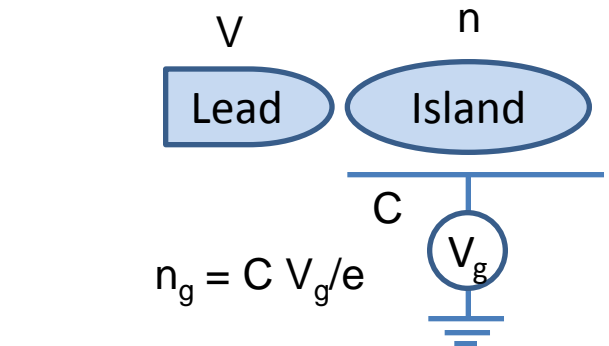 V n
Lead Island
C
V_g
n_g = C V_g/e